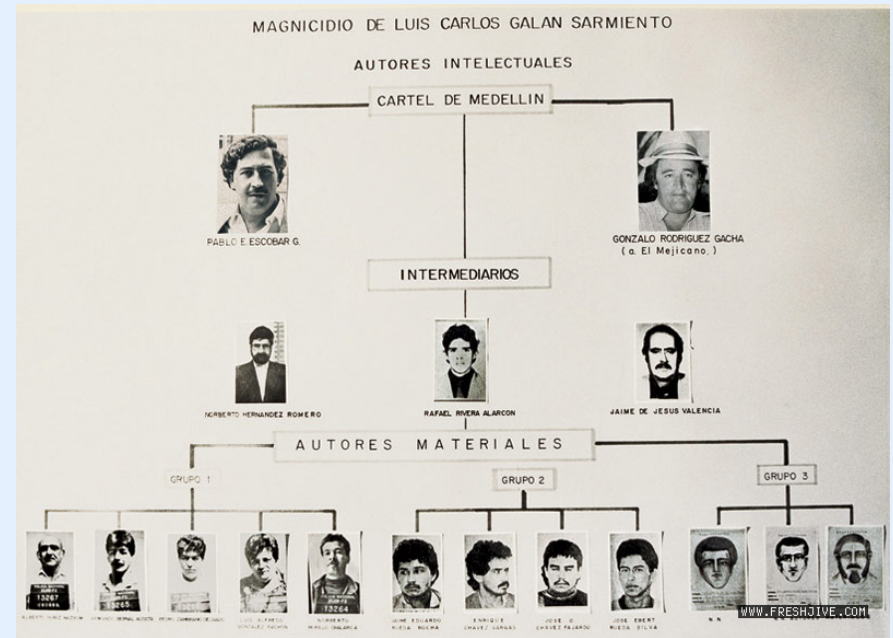 MAGNICIDIO DE LUIS CARLOS GALAN SARMIENTO
AUTORES INTELECTUALES
CARTEL DE MEDELLIN
PABLO E. ESCOBAR G.
GONZALO RODRIGUEZ GACHA
( a. El Mejicano, )
INTERMEDIARIOS
NORBERTO HERNANDEZ ROMERO
RAFAEL RIVERA ALARCON
JAIME DE JESUS VALENCIA
AUTORES MATERIALES
GRUPO 1
GRUPO 2
GRUPO 3
13267
13265
13264
NORBERTO
JAIME EDUARDO
RUEDA ROCHA
ENRIQUE
CHAVEZ VARGAS
JOSE O.
CHAVEZ FAJARDO
JOSE EBERT
RUEDA SILVA
N.N
WWW.FRESHJIVE.COM